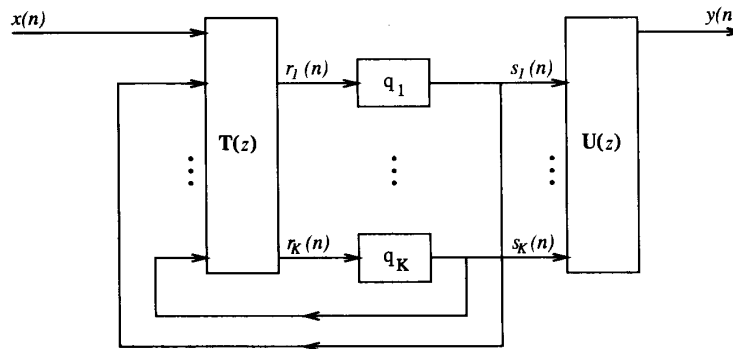 x(n)
y(n
r1(n)
q1
s1(n)
T(z)
U(z)
rK(n)
qK
sK(n)